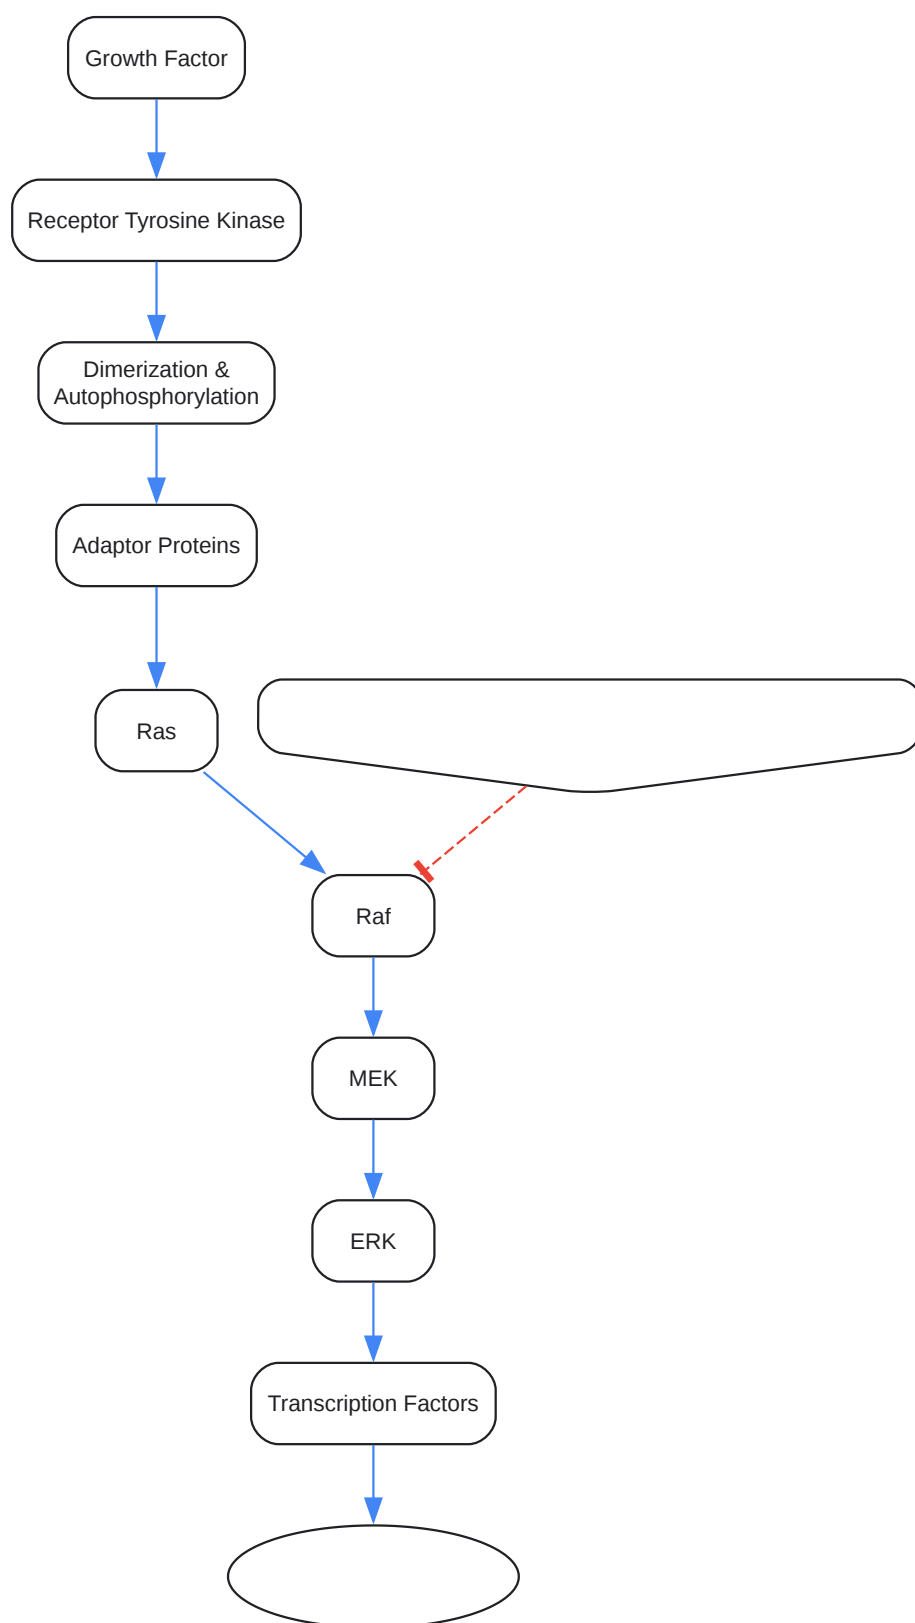 Growth Factor
Receptor Tyrosine Kinase
Dimerization &
Autophosphorylation
Adaptor Proteins
Ras
Raf
MEK
ERK
Transcription Factors